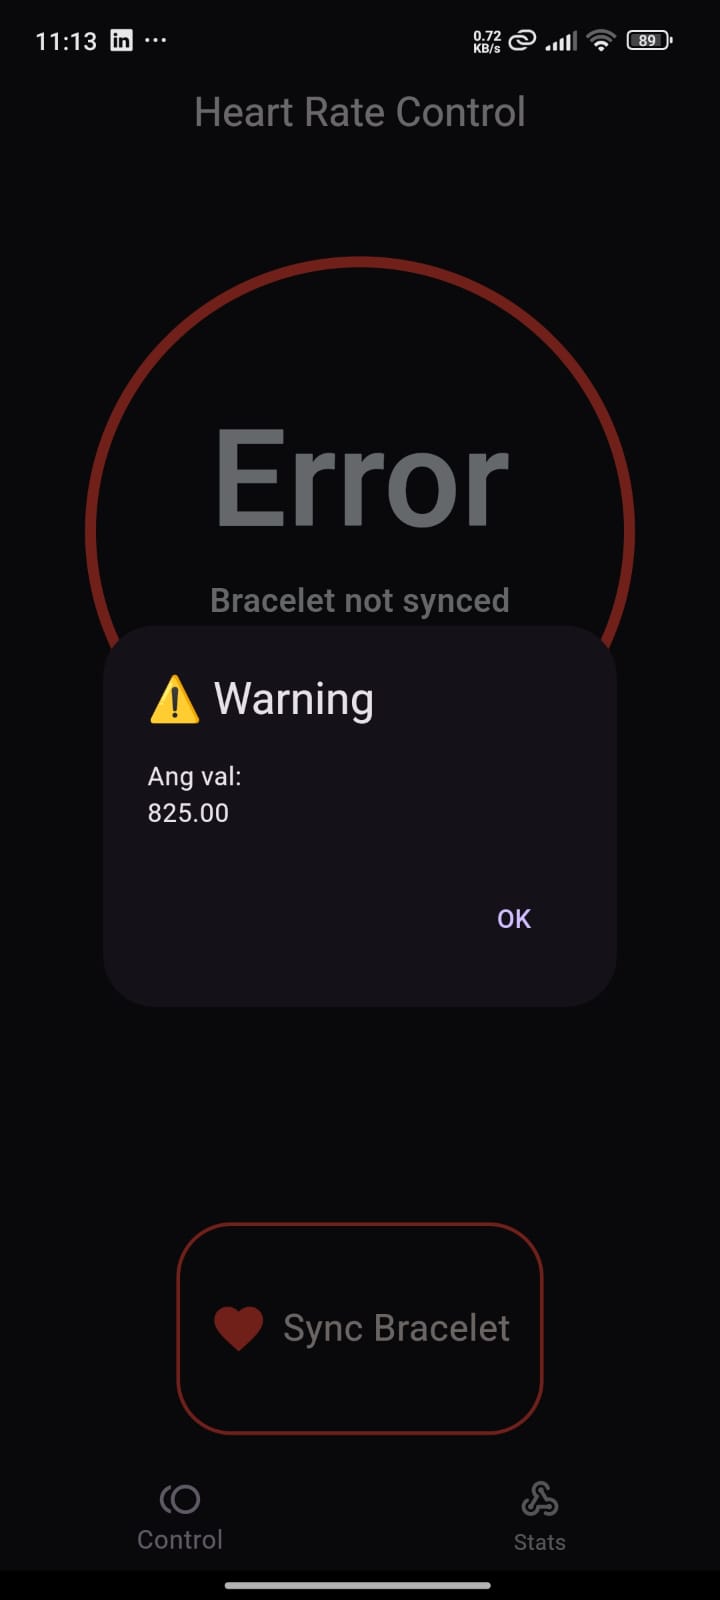 11:13 in ...
0.72
KB/s
89
Heart Rate Control
Error
Bracelet not synced
⚠️ Warning
Ang val:
825.00
OK
Sync Bracelet
Control
Stats